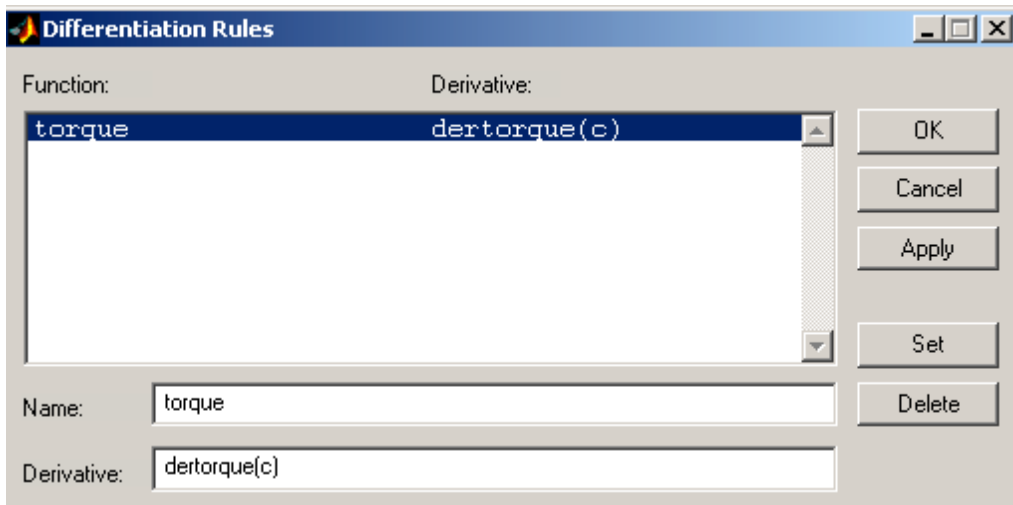 Differentiation Rules
Function: Derivative:
torque dertorque(c)
OK
Cancel
Apply
Set
Delete
Name: torque
Derivative: dertorque(c)